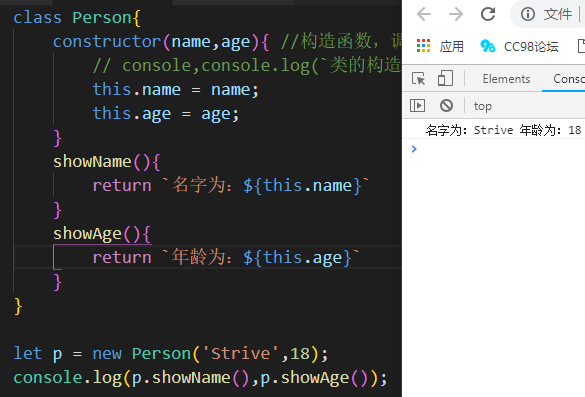 class Person{
constructor(name,age){ //构造函数，调
// console,console.log(`类的构造
this.name = name;
this.age = age;
}
showName(){
return `名字为：${this.name}`
}
showAge(){
return `年龄为：${this.age}`
}
}
let p = new Person('Strive',18);
console.log(p.showName(),p.showAge());
文件
应用 CC98论坛
Elements Conso
top
名字为：Strive 年龄为：18